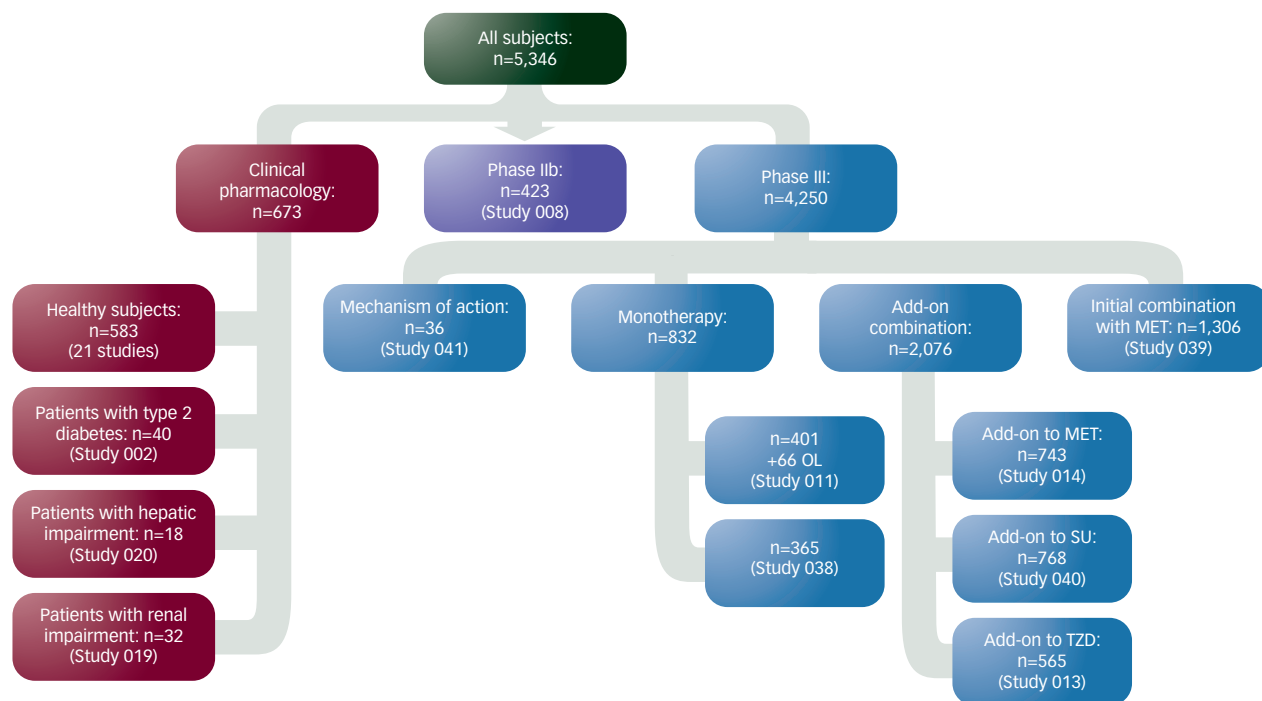 All subjects:
n=5,346
Clinical
pharmacology:
n=673
Phase IIb:
n=423
(Study 008)
Phase III:
n=4,250
Healthy subjects:
n=583
(21 studies)
Patients with type 2
diabetes: n=40
(Study 002)
Patients with hepatic
impairment: n=18
(Study 020)
Patients with renal
impairment: n=32
(Study 019)
Mechanism of action:
n=36
(Study 041)
Monotherapy:
n=832
n=401
+66 OL
(Study 011)
n=365
(Study 038)
Add-on
combination:
n=2,076
Add-on to MET:
n=743
(Study 014)
Add-on to SU:
n=768
(Study 040)
Add-on to TZD:
n=565
(Study 013)
Initial combination
with MET: n=1,306
(Study 039)